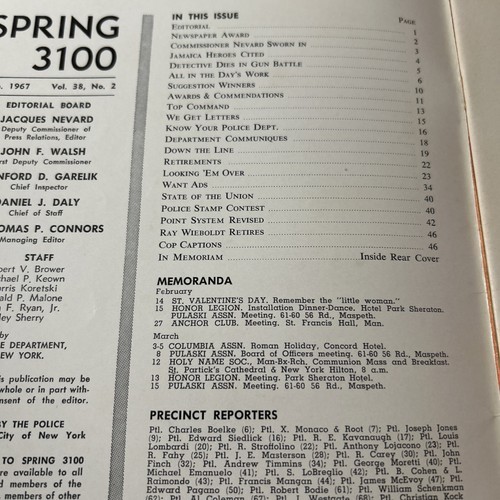 SPRING
3100
1967 Vol. 38, No. 2
EDITORIAL BOARD
JACQUES NEVARD
Deputy Commissioner of
Press Relations, Editor
JOHN F. WALSH
First Deputy Commissioner
NFORD D. GARELIK
Chief Inspector
DANIEL J. DALY
Chief of Staff
OMAS P. CONNORS
Managing Editor
STAFF
bert V. Brower
hael P. Keown
arris Koretski
ald P. Malone
n F. Ryan, Jr.
ley Sherry
by
E DEPARTMENT,
EW YORK.
is publication may be
whole or in part with-
nsent of the editor.
BY THE POLICE
City of New York
TO SPRING 3100
are available to all
d members of the
members of other
IN THIS ISSUE
PAGE
EDITORIAL 1
NEWSPAPER AWARD 2
COMMISSIONER NEVARD SWORN IN 3
JAMAICA HEROES CITED 4
DETECTIVE DIES IN GUN BATTLE 5
ALL IN THE DAY'S WORK 6
SUGGESTION WINNERS 10
AWARDS & COMMENDATIONS 11
TOP COMMAND 13
WE GET LETTERS 15
KNOW YOUR POLICE DEPT. 16
DEPARTMENT COMMUNIQUES 18
DOWN THE LINE 19
RETIREMENTS 22
LOOKING 'EM OVER 23
WANT ADS 34
STATE OF THE UNION 40
POLICE STAMP CONTEST 40
POINT SYSTEM REVISED 42
RAY WIEBOLDT RETIRES 46
COP CAPTIONS 46
IN MEMORIAM Inside Rear Cover
MEMORANDA
February
14 ST. VALENTINE'S DAY. Remember the "little woman."
15 HONOR LEGION. Installation Dinner-Dance. Hotel Park Sheraton.
PULASKI ASSN. Meeting. 61-60 56 Rd., Maspeth.
27 ANCHOR CLUB. Meeting. St. Francis Hall, Man.
March
3-5 COLUMBIA ASSN. Roman Holiday, Concord Hotel.
8 PULASKI ASSN. Board of Officers meeting. 61-60 56 Rd., Maspeth.
12 HOLY NAME SOC., Man-Bx-Rch. Communion Mass and Breakfast.
St. Partick's Cathedral & New York Hilton, 8 a.m.
13 HONOR LEGION. Meeting. Park Sheraton Hotel.
15 PULASKI ASSN. Meeting. 61-60 56 Rd., Maspeth.
PRECINCT REPORTERS
Ptl. Charles Boelke (6); Ptl. X. Monaco & Root (7); Ptl. Joseph Jones
(9); Ptl. Edward Siedlick (16); Ptl. R. E. Kavanaugh (17); Ptl. Louis
Lombardi (20); Ptl. R. Stroffolino (22); Ptl. Anthony Lojacono (23); Ptl.
R. Fahy (25); Ptl. J. E. Masterson (28); Ptl. R. Carey (30); Ptl. John
Finch (32); Ptl. Andrew Timmins (34); Ptl. George Moretti (40); Ptl.
Michael Emanuelo (41); Ptl. S. LoBreglio (42); Ptl. B. Cohen & L.
Raimondo (43); Ptl. Francis Mangan (44); Ptl. James McEvoy (47); Ptl.
Edward Pagano (50); Ptl. Robert Bodie (61); Ptl. William Schenkman